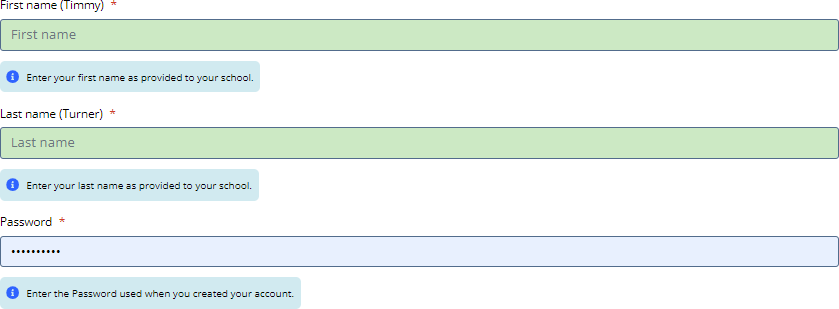 First name (Timmy) *
First name
Enter your first name as provided to your school.
Last name (Turner) *
Last name
Enter your last name as provided to your school.
Password *
••••••••••
Enter the Password used when you created your account.